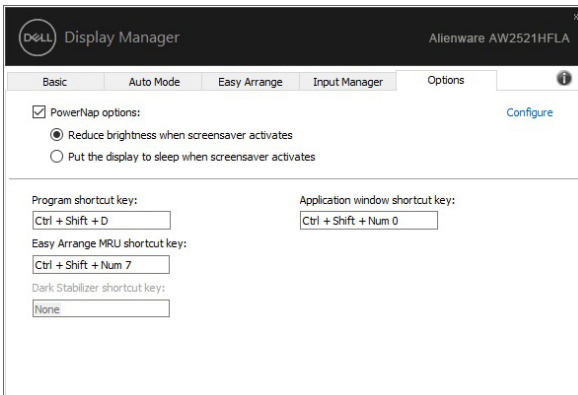 DELL Display Manager Alienware AW2521HFLA
Basic Auto Mode Easy Arrange Input Manager Options
PowerNap options: Configure
Reduce brightness when screensaver activates
Put the display to sleep when screensaver activates
Program shortcut key: Application window shortcut key:
Ctrl + Shift + D Ctrl + Shift + Num 0
Easy Arrange MRU shortcut key:
Ctrl + Shift + Num 7
Dark Stabilizer shortcut key:
None